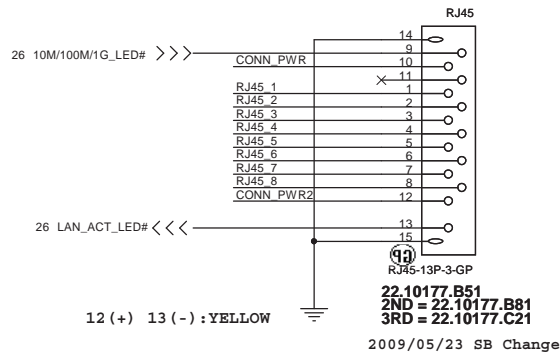 RJ45
14
26 10M/100M/1G_LED# 9
CONN_PWR 10
11
RJ45_1 1
RJ45_2 2
RJ45_3 3
RJ45_4 4
RJ45_5 5
RJ45_6 6
RJ45_7 7
RJ45_8 8
CONN_PWR2 12
26 LAN_ACT_LED# 13
15
GP
RJ45-13P-3-GP
22.10177.B51
2ND = 22.10177.B81
3RD = 22.10177.C21
12(+) 13(-):YELLOW
2009/05/23 SB Change